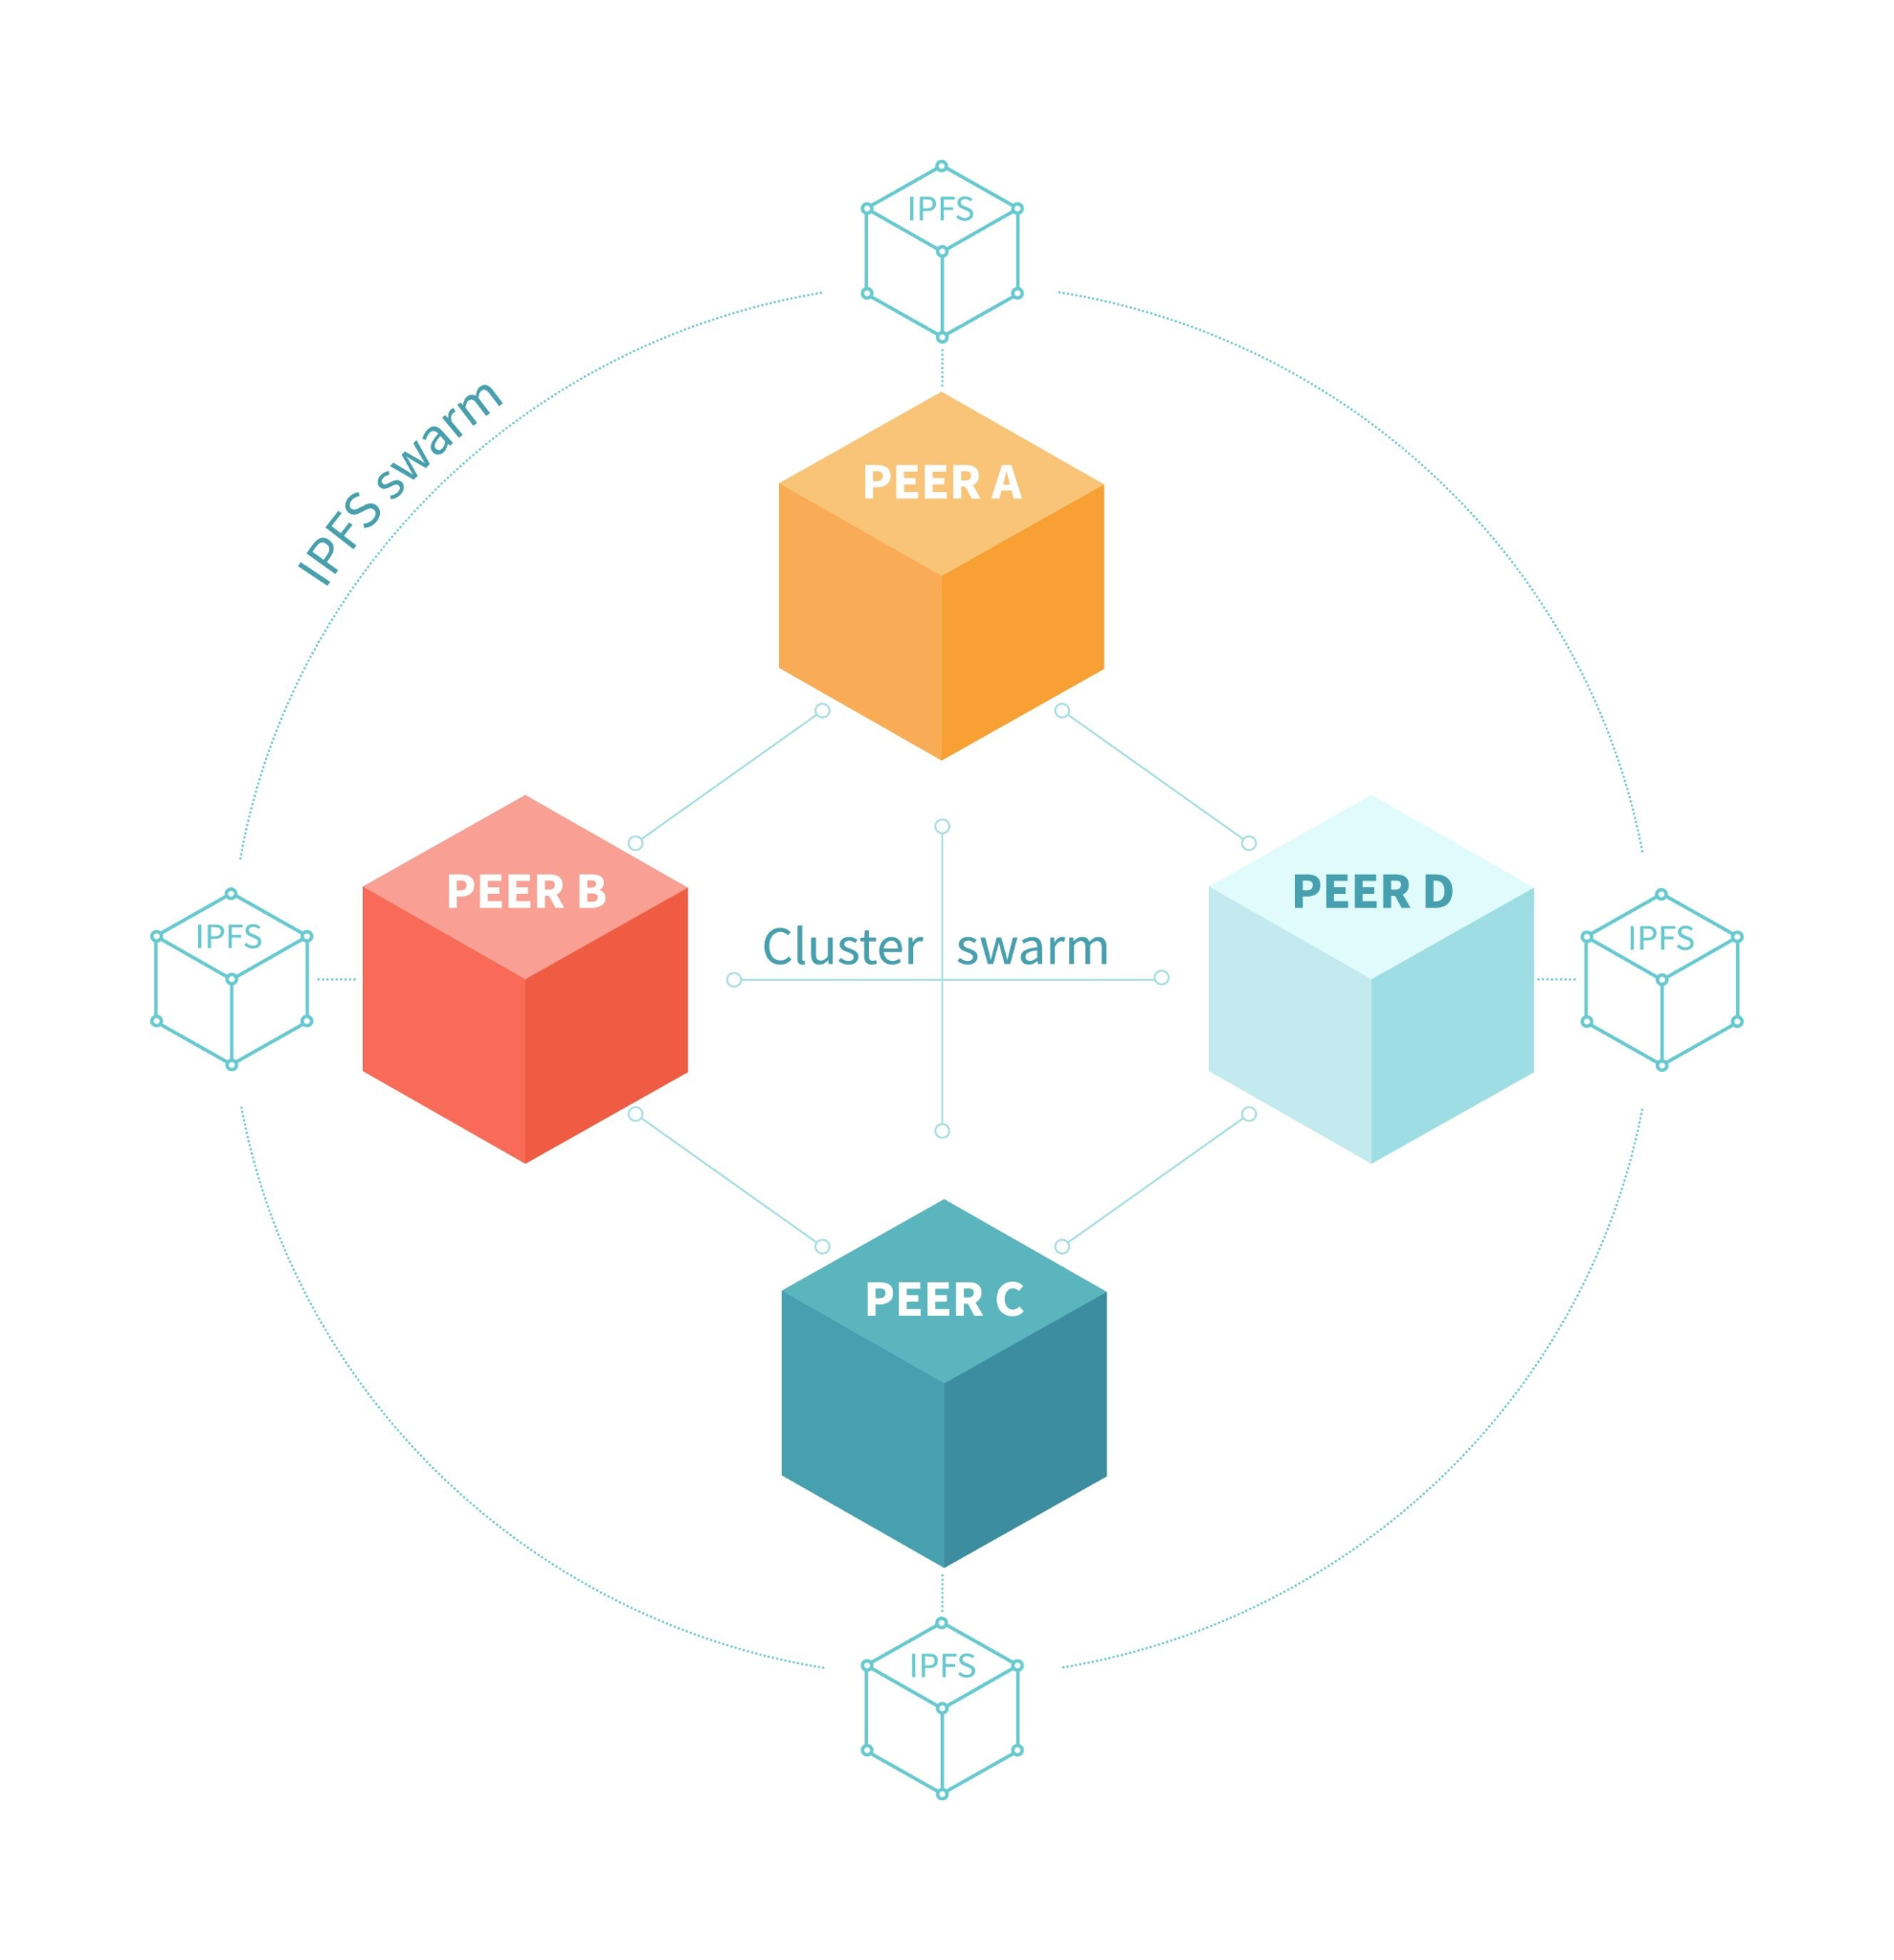 IPFS
IPFS swarm
PEER A
PEER B
PEER D
IPFS
Cluster swarm
IPFS
PEER C
IPFS